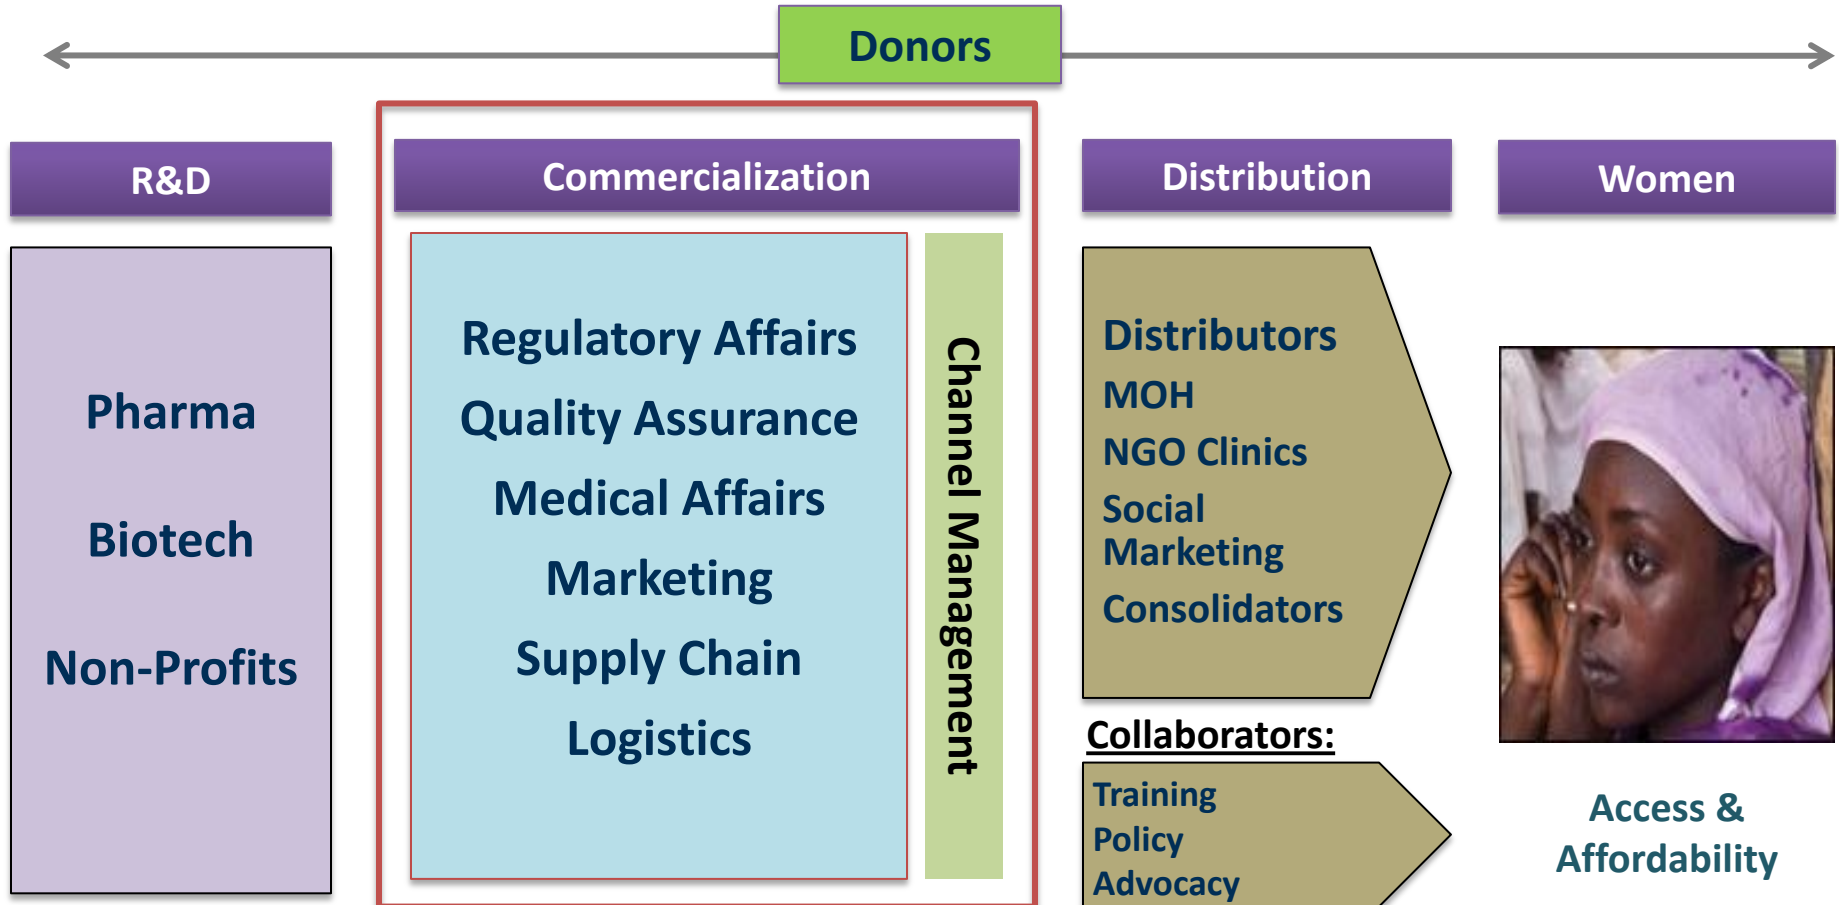 Donors
R&D
Commercialization
Distribution
Women
Pharma
Biotech
Non-Profits
Regulatory Affairs
Quality Assurance
Medical Affairs
Marketing
Supply Chain
Logistics
Channel Management
Distributors
MOH
NGO Clinics
Social
Marketing
Consolidators
Collaborators:
Training
Policy
Advocacy
Access &
Affordability